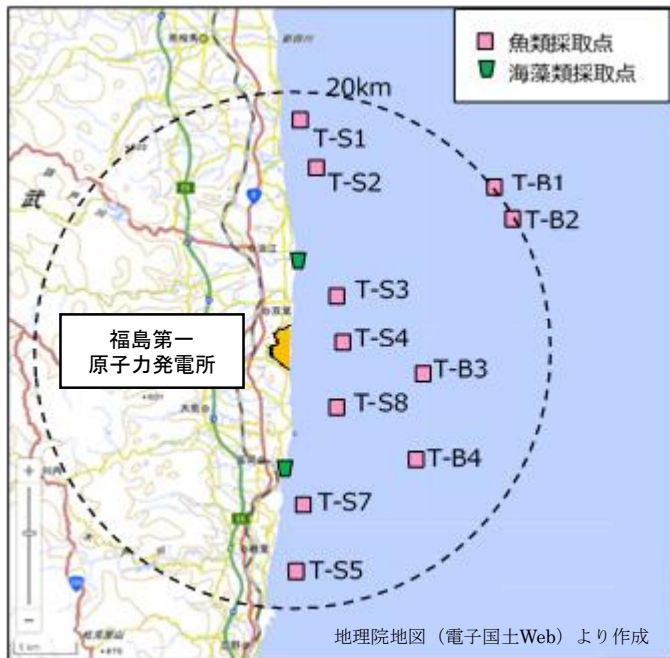 魚類採取点
海藻類採取点
20km
T-S1
T-S2
T-B1
T-B2
武
T-S3
福島第一
原子力発電所
T-S4
T-B3
T-S8
T-B4
T-S7
T-S5
地理院地図(電子国土Web)より作成